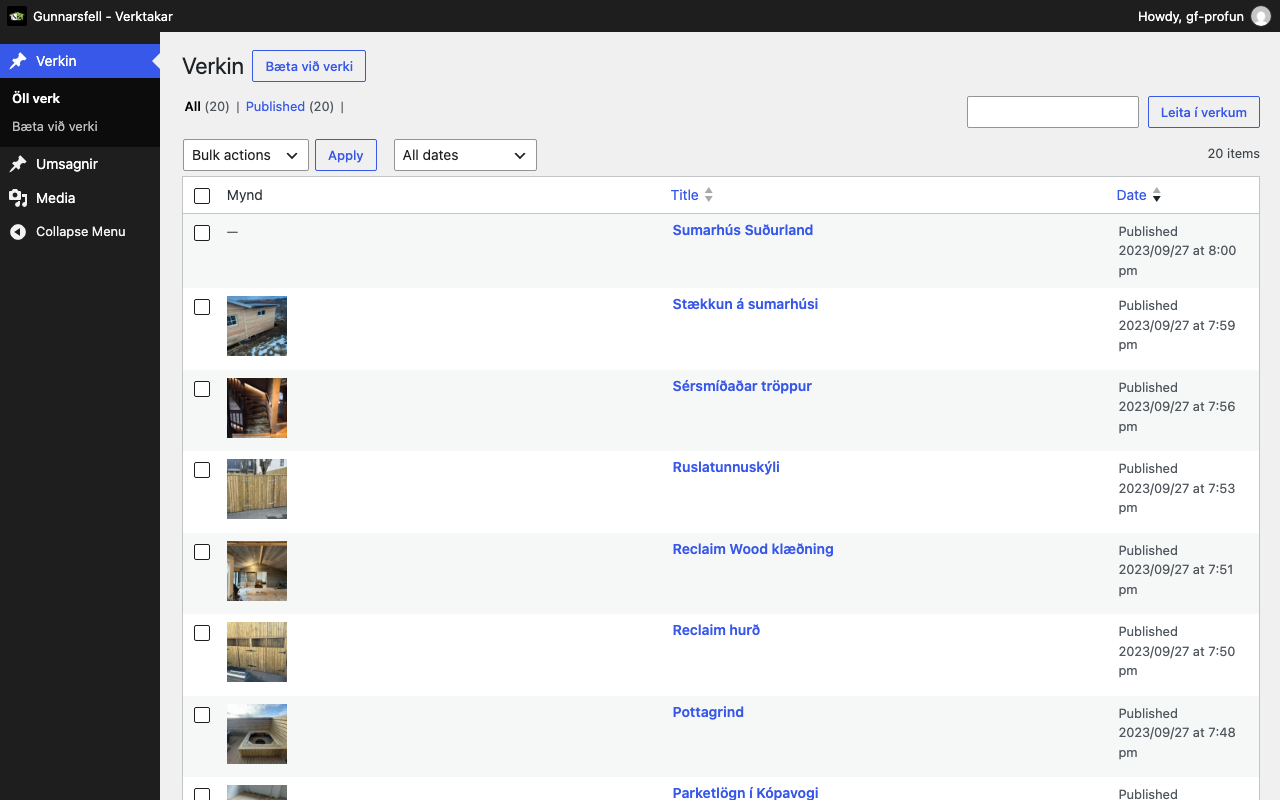 Gunnarsfell - Verktakar
Howdy, gf-profun
Verkin
Öll verk
Bæta við verki
Umsagnir
Media
Collapse Menu
Verkin
Bæta við verki
All (20) | Published (20) |
Leita í verkum
Bulk actions
Apply
All dates
20 items
Mynd
Title
Date
—
Sumarhús Suðurland
Published
2023/09/27 at 8:00
pm
Stækkun á sumarhúsi
Published
2023/09/27 at 7:59
pm
Sérsmíðaðar tröppur
Published
2023/09/27 at 7:56
pm
Ruslatunnuskýli
Published
2023/09/27 at 7:53
pm
Reclaim Wood klæðning
Published
2023/09/27 at 7:51
pm
Reclaim hurð
Published
2023/09/27 at 7:50
pm
Pottagrind
Published
2023/09/27 at 7:48
pm
Parketlögn í Kópavogi
Published